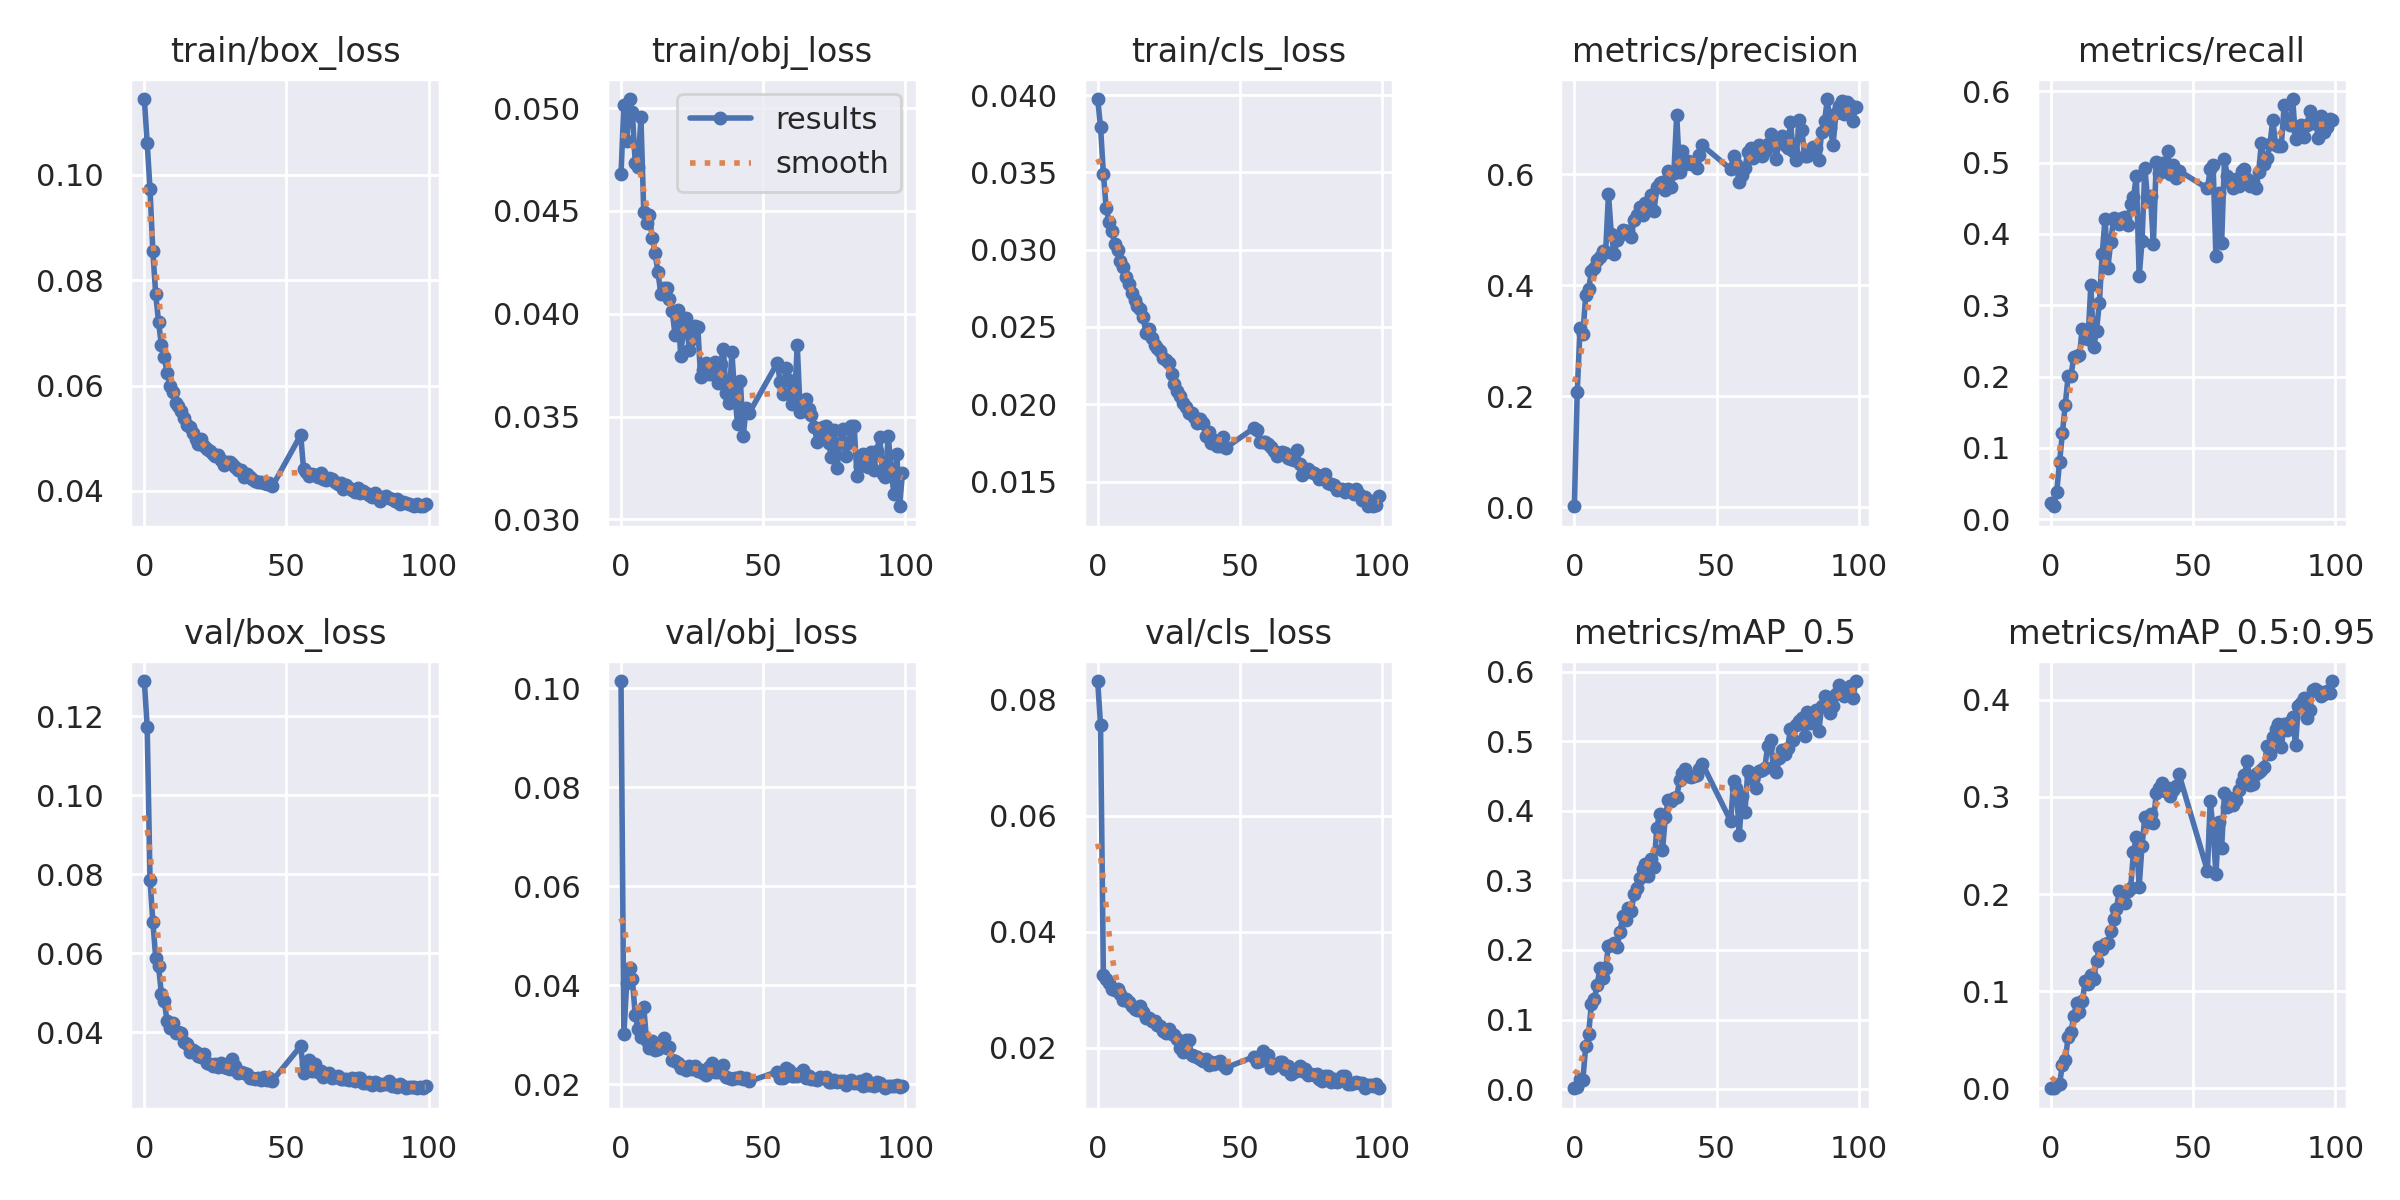 train/box_loss
0.10
0.08
0.06
0.04
0 50 100
train/obj_loss
results
smooth
0.050
0.045
0.040
0.035
0.030
0 50 100
train/cls_loss
0.040
0.035
0.030
0.025
0.020
0.015
0 50 100
metrics/precision
0.6
0.4
0.2
0.0
0 50 100
metrics/recall
0.6
0.5
0.4
0.3
0.2
0.1
0.0
0 50 100
val/box_loss
0.12
0.10
0.08
0.06
0.04
0 50 100
val/obj_loss
0.10
0.08
0.06
0.04
0.02
0 50 100
val/cls_loss
0.08
0.06
0.04
0.02
0 50 100
metrics/mAP_0.5
0.6
0.5
0.4
0.3
0.2
0.1
0.0
0 50 100
metrics/mAP_0.5:0.95
0.4
0.3
0.2
0.1
0.0
0 50 100